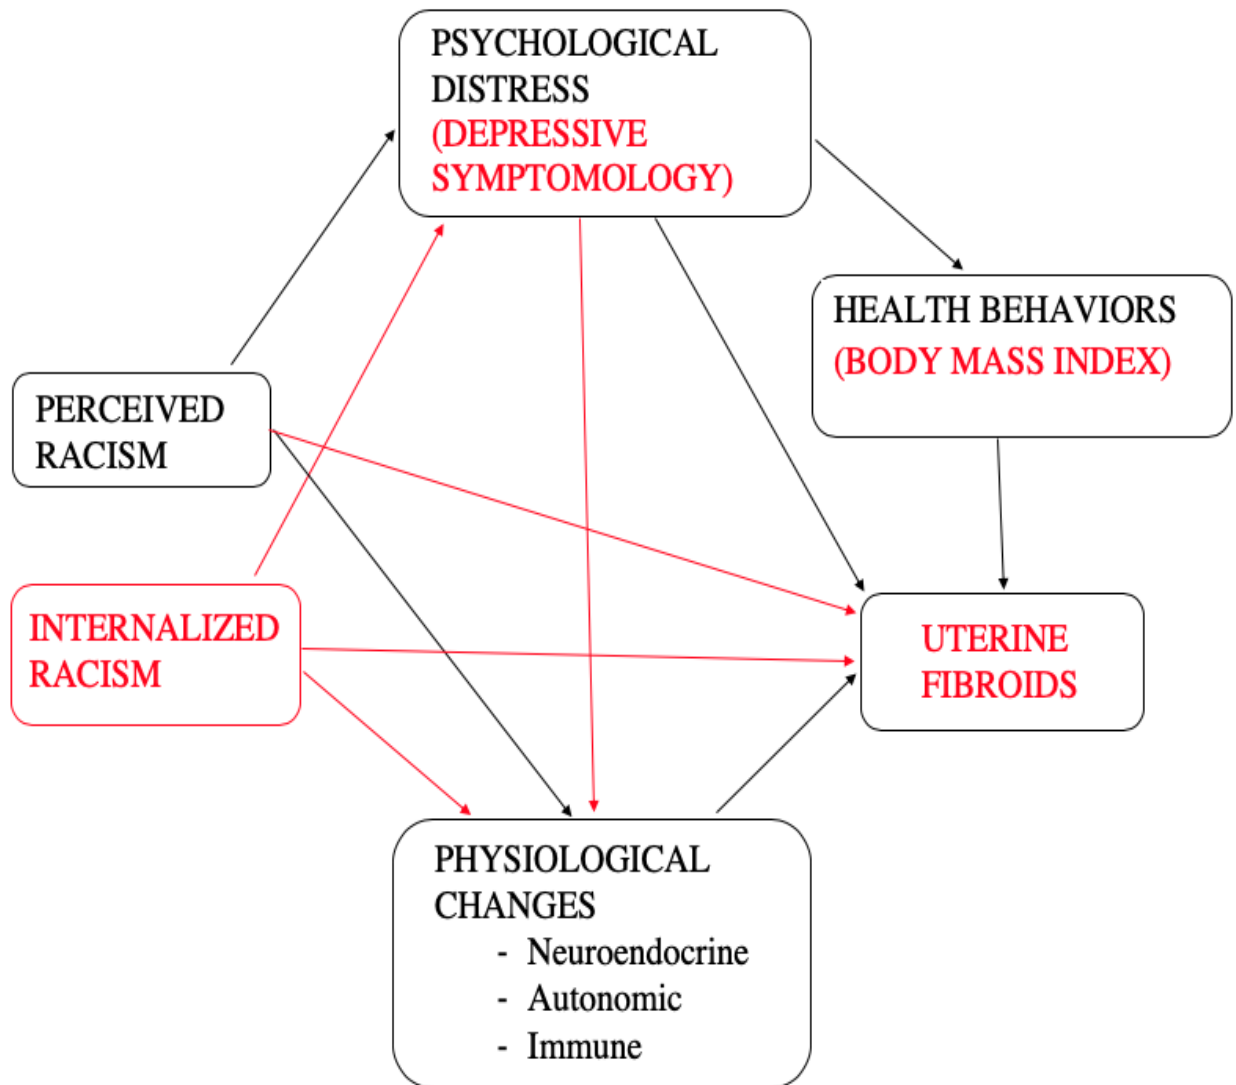 PSYCHOLOGICAL
DISTRESS
(DEPRESSIVE
SYMPTOMOLOGY)
HEALTH BEHAVIORS
(BODY MASS INDEX)
PERCEIVED
RACISM
INTERNALIZED
RACISM
UTERINE
FIBROIDS
PHYSIOLOGICAL
CHANGES
- Neuroendocrine
- Autonomic
- Immune